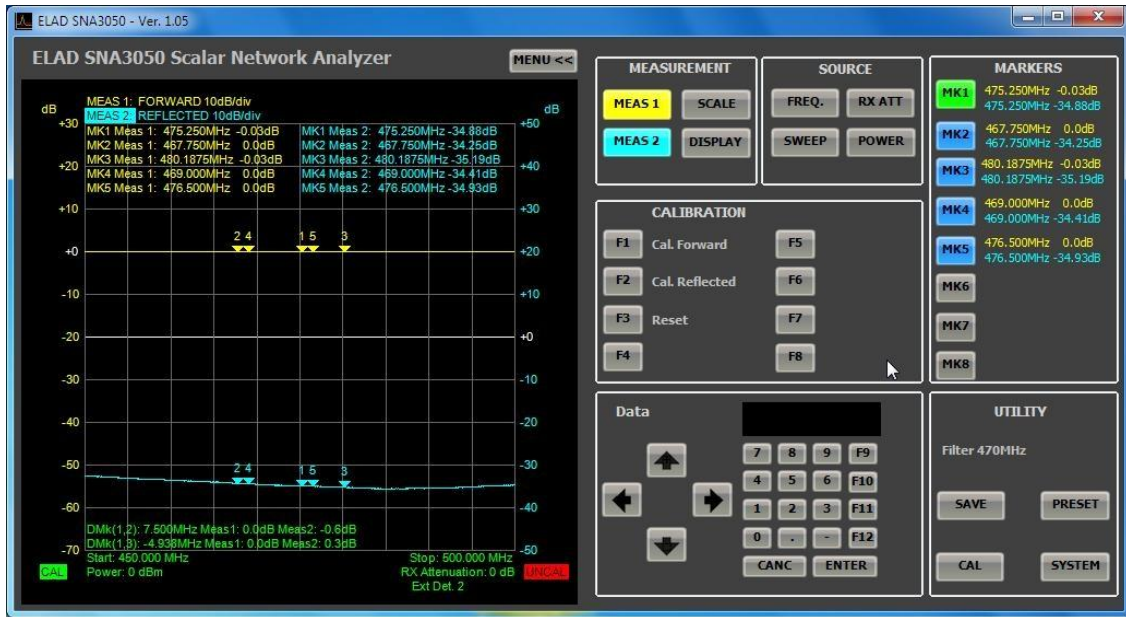 ELAD SNA3050 - Ver. 1.05
ELAD SNA3050 Scalar Network Analyzer
MENU <<
dB
MEAS 1: FORWARD 10dB/div
MEAS 2: REFLECTED 10dB/div
dB
MK1 Meas 1: 475.250MHz -0.03dB
MK2 Meas 1: 467.750MHz 0.0dB
MK3 Meas 1: 480.1875MHz -0.03dB
MK4 Meas 1: 469.000MHz 0.0dB
MK5 Meas 1: 476.500MHz 0.0dB
MK1 Meas 2: 475.250MHz -34.88dB
MK2 Meas 2: 467.750MHz -34.25dB
MK3 Meas 2: 480.1875MHz -35.19dB
MK4 Meas 2: 469.000MHz -34.41dB
MK5 Meas 2: 476.500MHz -34.93dB
+30
+20
+10
+0
-10
-20
-30
-40
-50
-60
-70
+50
+40
+30
+20
+10
+0
-10
-20
-30
-40
-50
2 4 1 5 3
2 4 1 5 3
DMk(1,2): 7.500MHz Meas1: 0.0dB Meas2: -0.6dB
DMk(1,3): -4.938MHz Meas1: 0.0dB Meas2: 0.3dB
Start: 450.000 MHz
Stop: 500.000 MHz
CAL
Power: 0 dBm
RX Attenuation: 0 dB
UNCAL
Ext Det. 2
MEASUREMENT
MEAS 1
SCALE
MEAS 2
DISPLAY
SOURCE
FREQ.
RX ATT
SWEEP
POWER
CALIBRATION
F1
Cal. Forward
F5
F2
Cal. Reflected
F6
F3
Reset
F7
F4
F8
Data
7 8 9 F9
4 5 6 F10
1 2 3 F11
0 . - F12
CANC
ENTER
MARKERS
MK1
475.250MHz -0.03dB
475.250MHz -34.88dB
MK2
467.750MHz 0.0dB
467.750MHz -34.25dB
MK3
480.1875MHz -0.03dB
480.1875MHz -35.19dB
MK4
469.000MHz 0.0dB
469.000MHz -34.41dB
MK5
476.500MHz 0.0dB
476.500MHz -34.93dB
MK6
MK7
MK8
UTILITY
Filter 470MHz
SAVE
PRESET
CAL
SYSTEM